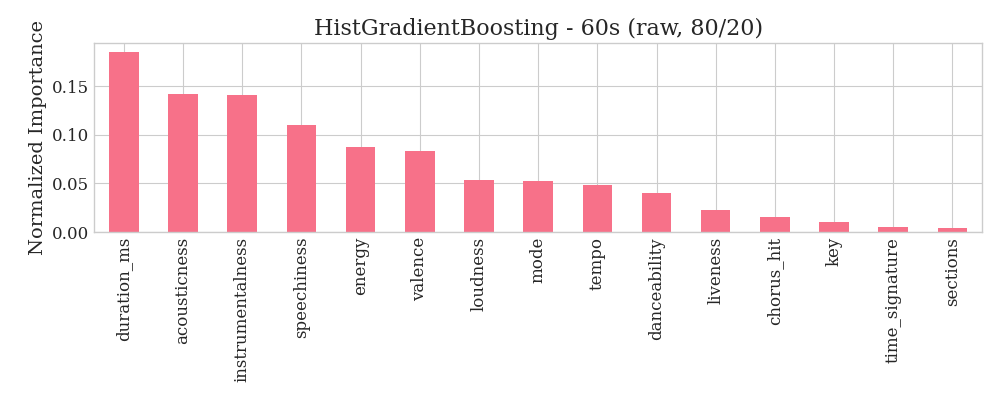 HistGradientBoosting - 60s (raw, 80/20)
Normalized Importance
0.15
0.10
0.05
0.00
duration_ms
acousticness
instrumentalness
speechiness
energy
valence
loudness
mode
tempo
danceability
liveness
chorus_hit
key
time_signature
sections